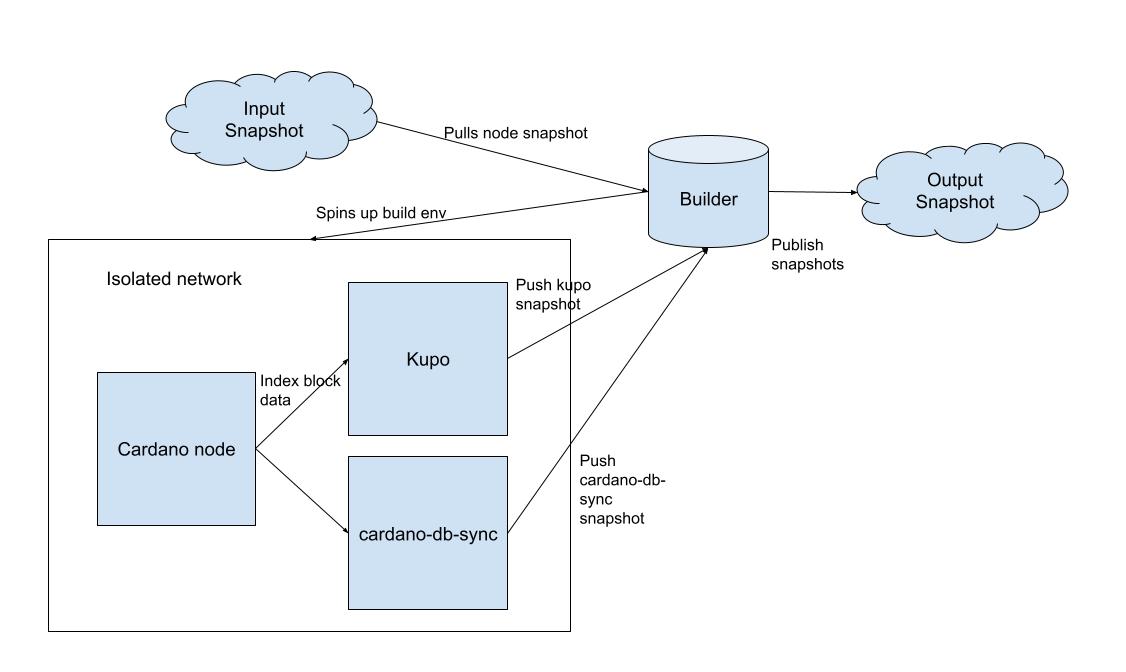 Input
Snapshot
Pulls node snapshot
Builder
Output
Snapshot
Spins up build env
Publish
snapshots
Isolated network
Push kupo
snapshot
Kupo
Index block
data
Cardano node
Push
cardano-db-
sync
snapshot
cardano-db-sync